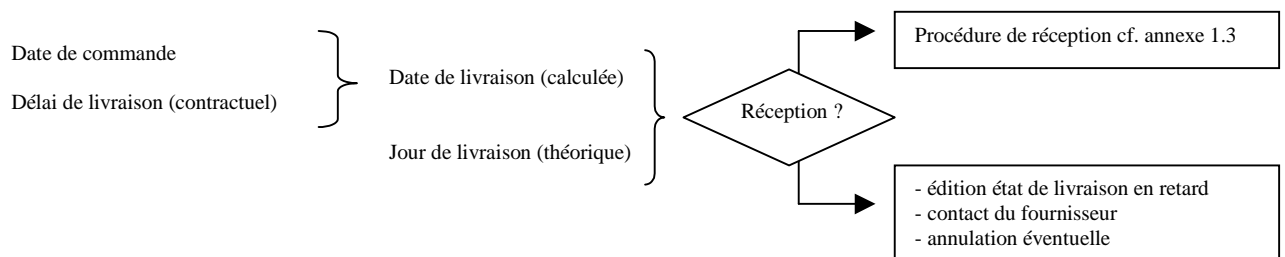 Date de commande
Délai de livraison (contractuel)
Date de livraison (calculée)
Jour de livraison (théorique)
Réception ?
Procédure de réception cf. annexe 1.3
- édition état de livraison en retard
- contact du fournisseur
- annulation éventuelle